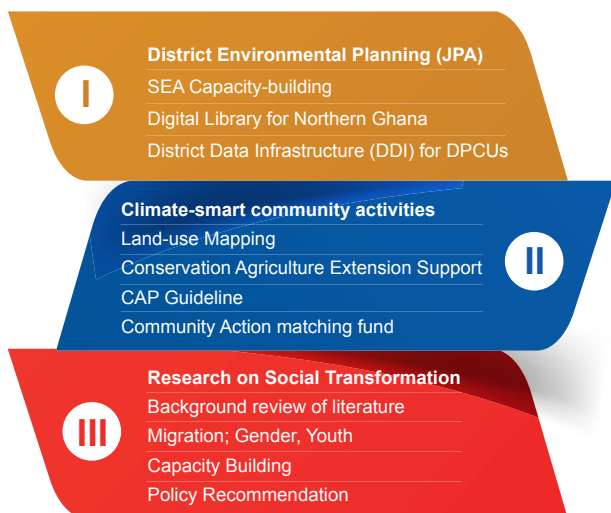 I
District Environmental Planning (JPA)
SEA Capacity-building
Digital Library for Northern Ghana
District Data Infrastructure (DDI) for DPCUs
Climate-smart community activities
Land-use Mapping
Conservation Agriculture Extension Support
CAP Guideline
Community Action matching fund
II
III
Research on Social Transformation
Background review of literature
Migration; Gender, Youth
Capacity Building
Policy Recommendation